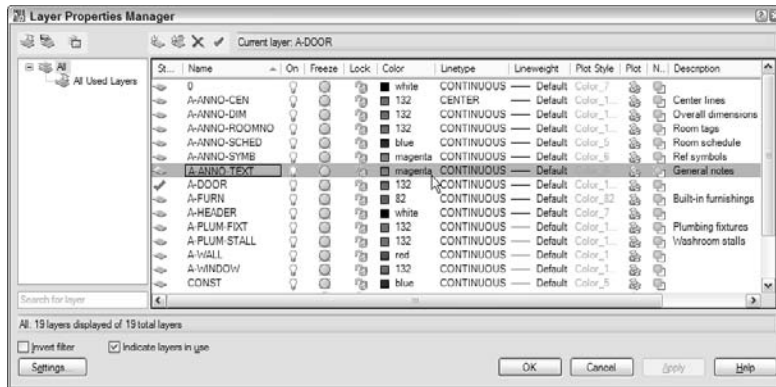 Layer Properties Manager
Current layer: A-DOOR
All
All Used Layers
St... Name On Freeze Lock Color Linetype Lineweight Plot Style Plot N.. Description
0 white CONTINUOUS Default Color_7
A-ANNO-CEN 132 CENTER Default Color_1... Center lines
A-ANNO-DIM 132 CONTINUOUS Default Color_1... Overall dimensions
A-ANNO-ROOMNO 132 CONTINUOUS Default Color_1... Room tags
A-ANNO-SCHED blue CONTINUOUS Default Color_5 Room schedule
A-ANNO-SYMB magenta CONTINUOUS Default Color_6 Ref symbols
A-ANNO-TEXT magenta CONTINUOUS Default General notes
A-DOOR 132 CONTINUOUS Default Color_1...
A-FURN 82 CONTINUOUS Default Color_82 Built-in furnishings
A-HEADER white CONTINUOUS Default Color_7
A-PLUM-FIXT 132 CONTINUOUS Default Color_1... Plumbing fixtures
A-PLUM-STALL 132 CONTINUOUS Default Color_1... Washroom stalls
A-WALL red CONTINUOUS Default Color_1
A-WINDOW 132 CONTINUOUS Default Color_1...
CONST blue CONTINUOUS Default Color_5
Search for layer
All: 19 layers displayed of 19 total layers
Invert filter Indicate layers in use
Settings... OK Cancel Apply Help